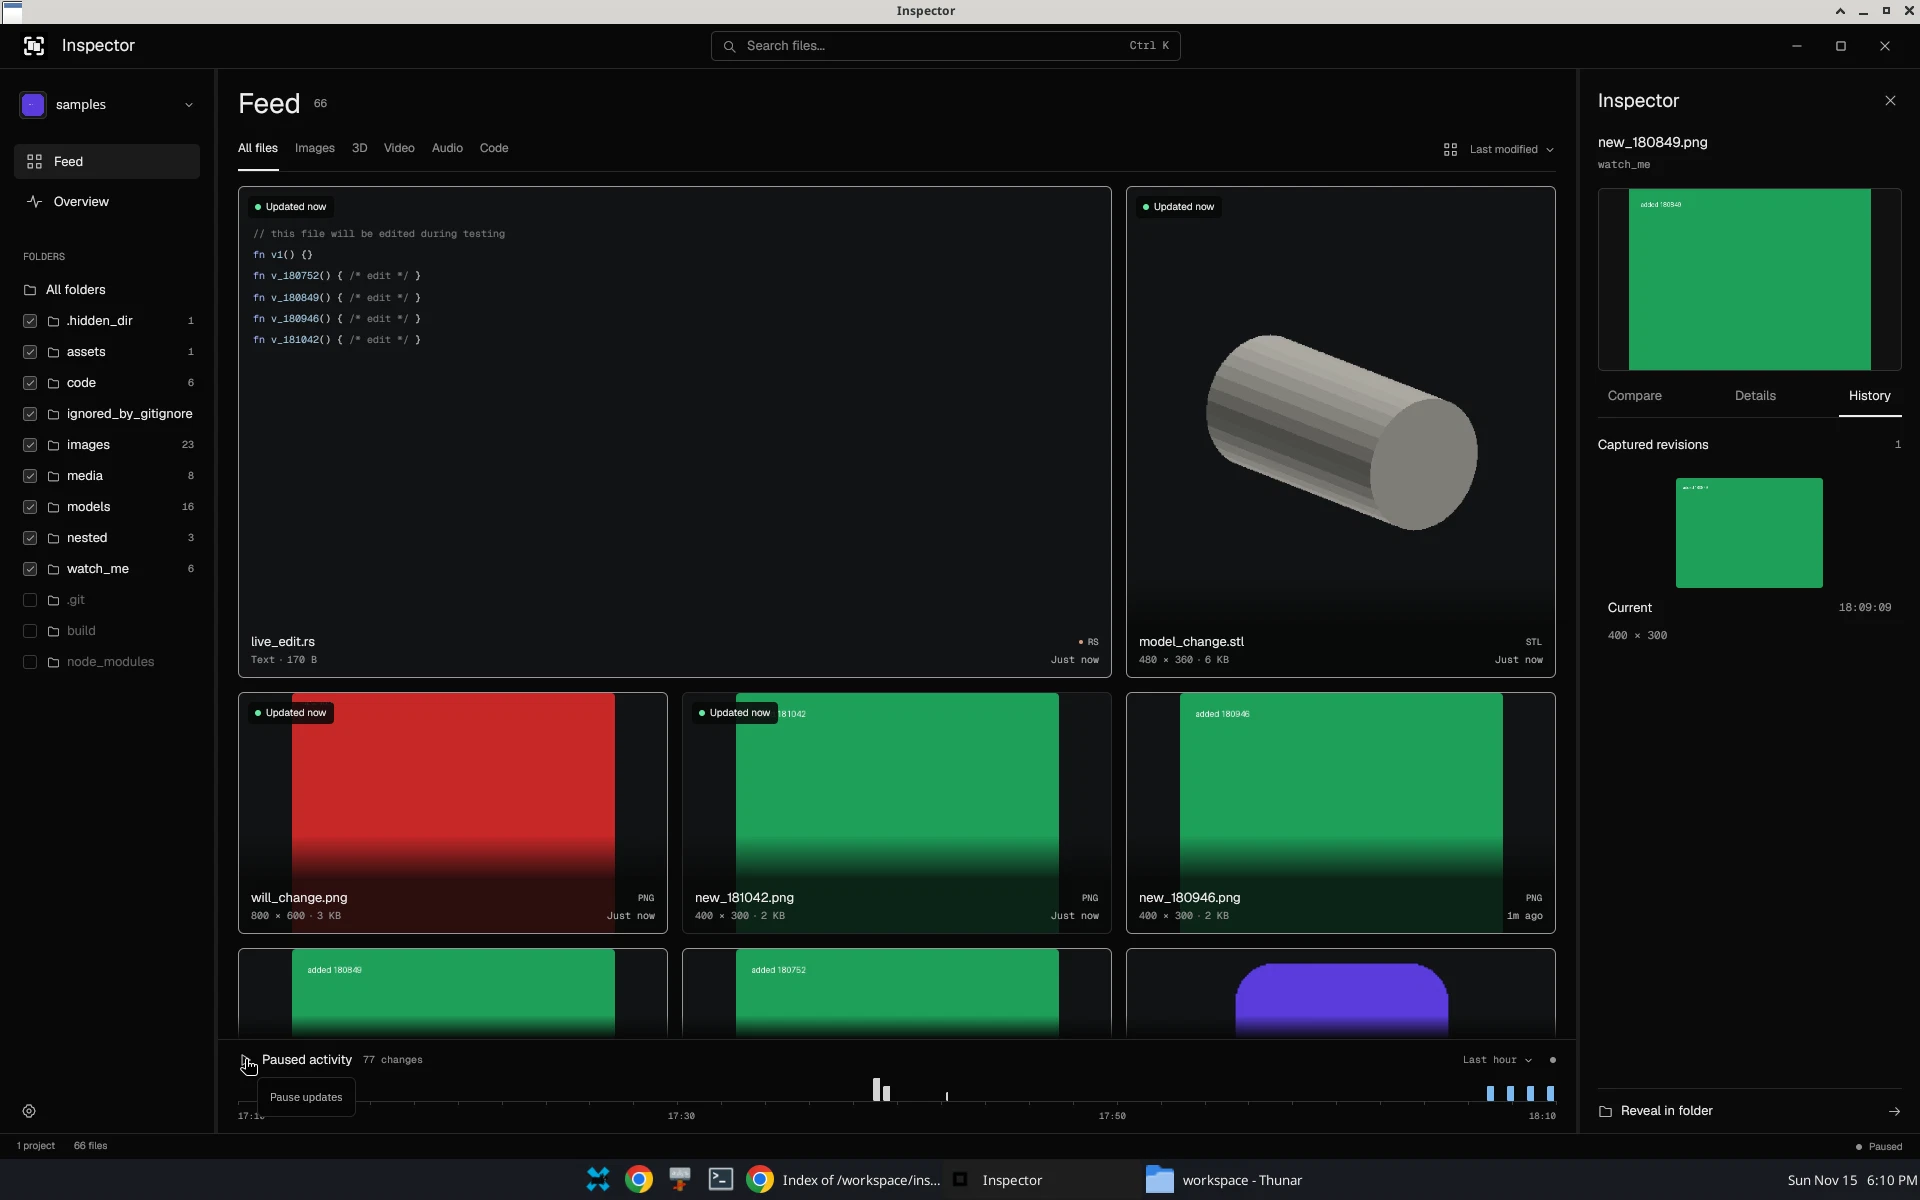 Inspector
Inspector
Search files...
Ctrl K
samples
Feed
Overview
FOLDERS
All folders
.hidden_dir 1
assets 1
code 6
ignored_by_gitignore
images 23
media 8
models 16
nested 3
watch_me 6
.git
build
node_modules
Feed 66
All files Images 3D Video Audio Code
Last modified
Updated now
// this file will be edited during testing
fn v1() {}
fn v_180752() { /* edit */ }
fn v_180849() { /* edit */ }
fn v_180946() { /* edit */ }
fn v_181042() { /* edit */ }
live_edit.rs
RS
Text · 170 B
Just now
Updated now
model_change.stl
STL
480 × 360 · 6 KB
Just now
Updated now
will_change.png
PNG
800 × 600 · 3 KB
Just now
Updated now
181042
new_181042.png
PNG
400 × 300 · 2 KB
Just now
added 180946
new_180946.png
PNG
400 × 300 · 2 KB
1m ago
added 180849
added 180752
Paused activity 77 changes
Last hour
Pause updates
17:30
17:50
18:10
Inspector
new_180849.png
watch_me
added 180849
Compare Details History
Captured revisions 1
Current 18:09:09
400 × 300
Reveal in folder
1 project 66 files
Paused
Index of /workspace/ins...
Inspector
workspace - Thunar
Sun Nov 15 6:10 PM